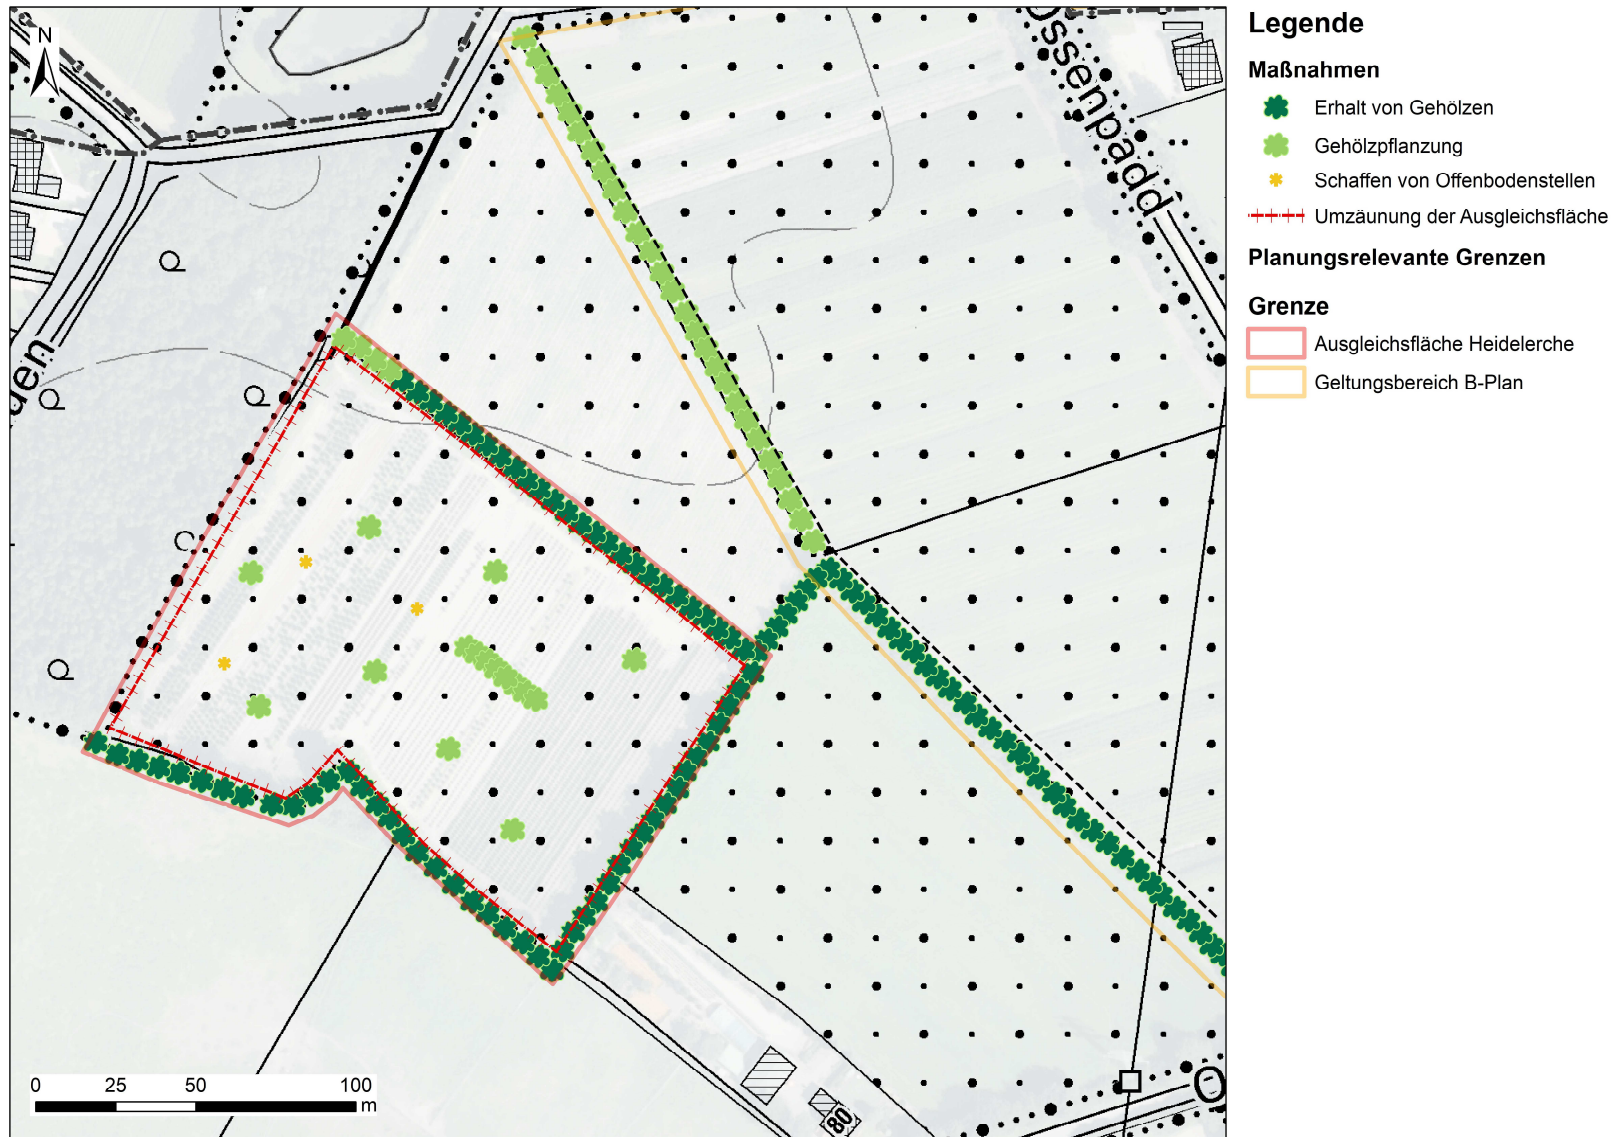 N
ossenpadd
den
0 25 50 100
m
80
O
Legende
Maßnahmen
Erhalt von Gehölzen
Gehölzpflanzung
Schaffen von Offenbodenstellen
Umzäunung der Ausgleichsfläche
Planungsrelevante Grenzen
Grenze
Ausgleichsfläche Heidelerche
Geltungsbereich B-Plan